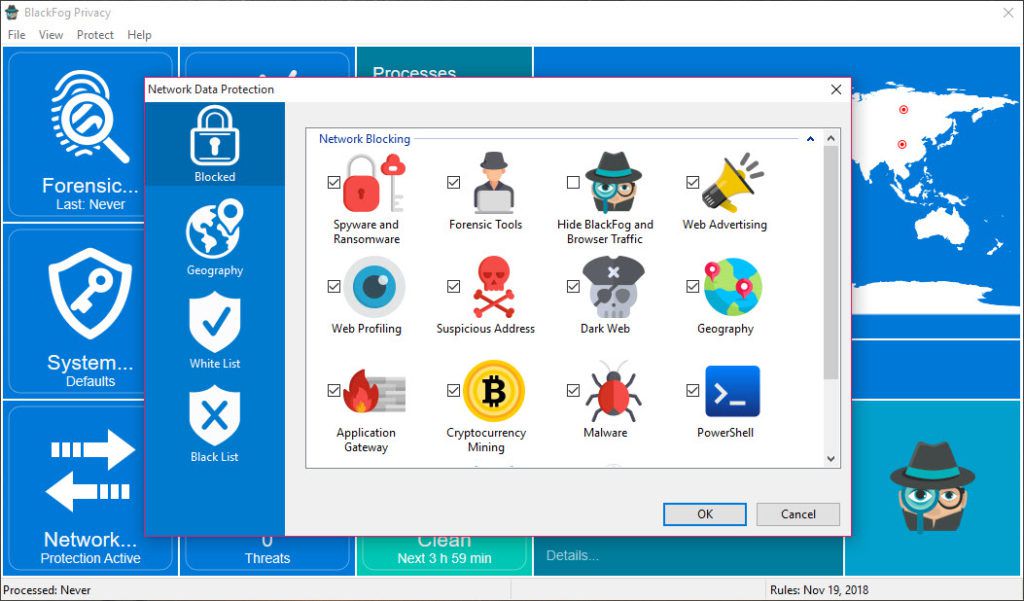 BlackFog Privacy
File View Protect Help
Forensic...
Last: Never
System...
Defaults
Network...
Protection Active
Processes
Network Data Protection
Blocked
Geography
White List
Black List
Network Blocking
Spyware and
Ransomware
Forensic Tools
Hide BlackFog and
Browser Traffic
Web Advertising
Web Profiling
Suspicious Address
Dark Web
Geography
Application
Gateway
Cryptocurrency
Mining
Malware
PowerShell
OK
Cancel
0
Threats
Clean
Next 3 h 59 min
Details...
Processed: Never
Rules: Nov 19, 2018